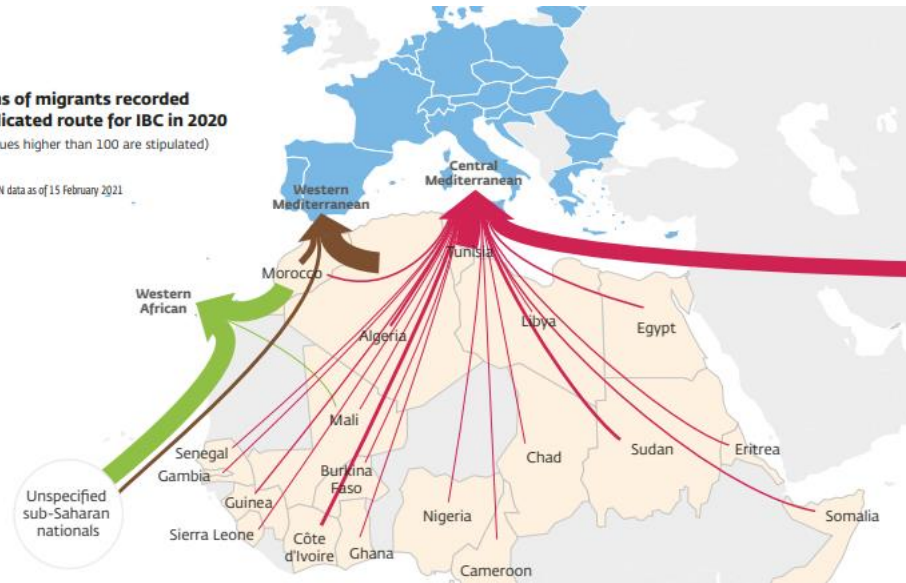 ns of migrants recorded
licated route for IBC in 2020
ues higher than 100 are stipulated)
N data as of 15 February 2021
Central
Mediterranean
Western
Mediterranean
Tunisia
Morocco
Western
African
Algeria
Libya
Egypt
Mali
Senegal
Gambia
Burkina
Faso
Chad
Sudan
Eritrea
Unspecified
sub-Saharan
nationals
Guinea
Sierra Leone
Côte
d'Ivoire
Ghana
Nigeria
Cameroon
Somalia